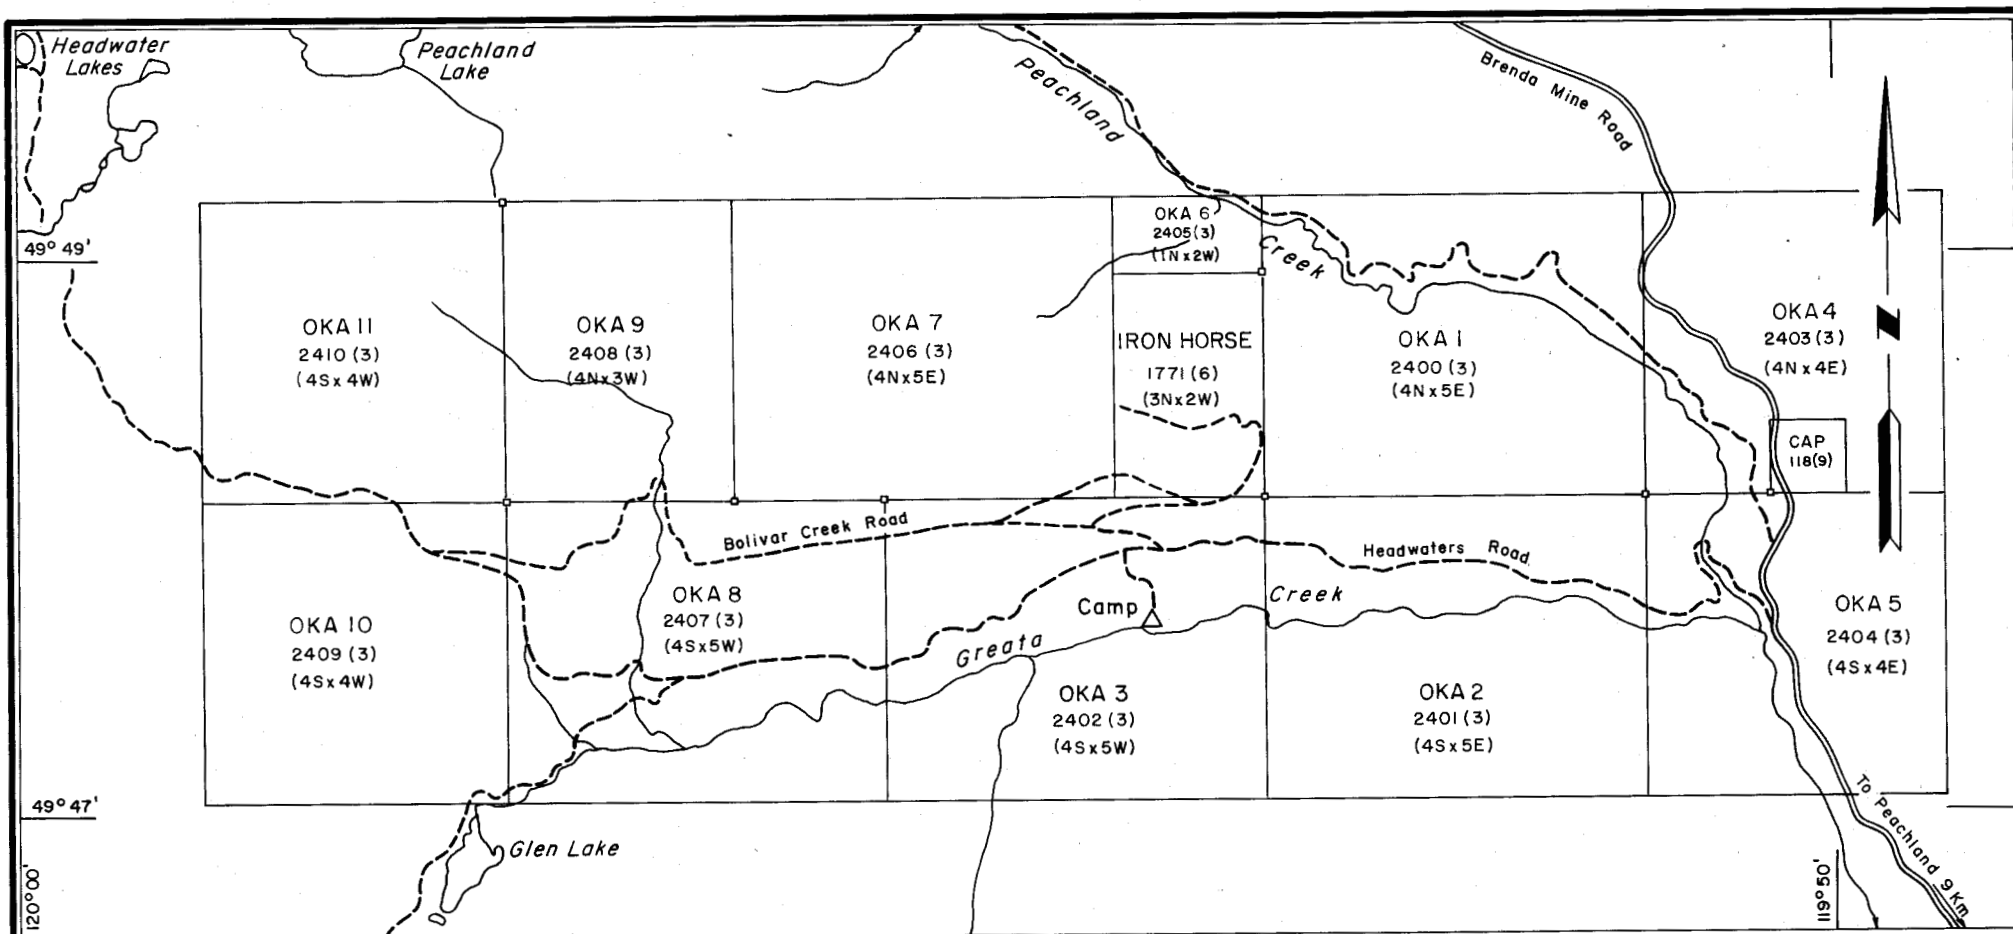 Headwater
Lakes
Peachland
Lake
Peachland
Creek
Brenda Mine Road
49° 49'
OKA 6
2405(3)
(1N x 2W)
OKA 11
2410 (3)
(4S x 4W)
OKA 9
2408 (3)
(4N x 3W)
OKA 7
2406 (3)
(4N x 5E)
IRON HORSE
1771 (6)
(3N x 2W)
OKA 1
2400 (3)
(4N x 5E)
OKA 4
2403 (3)
(4N x 4E)
N
CAP
118(9)
Bolivar Creek Road
Headwaters Road
OKA 10
2409 (3)
(4S x 4W)
OKA 8
2407 (3)
(4S x 5W)
Camp
Greata Creek
OKA 3
2402 (3)
(4S x 5W)
OKA 2
2401 (3)
(4S x 5E)
OKA 5
2404 (3)
(4S x 4E)
49° 47'
Glen Lake
To Peachland 9 Km
120° 00'
119° 50'